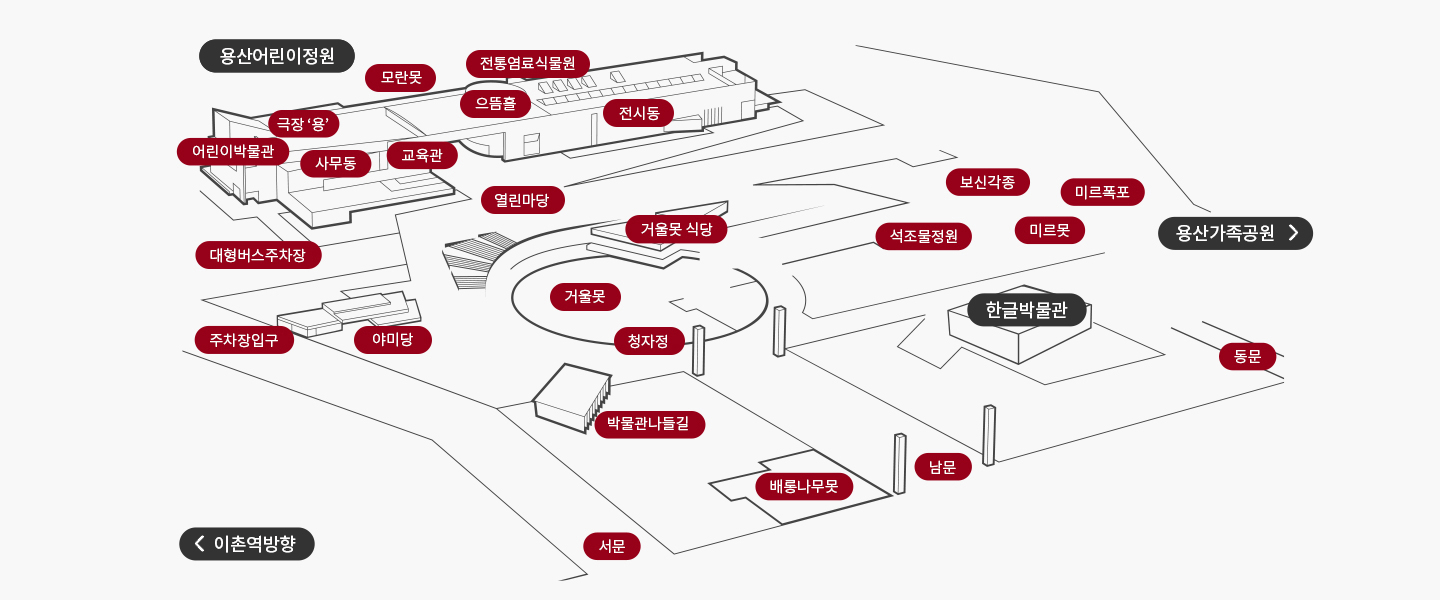 용산어린이정원
전통염료식물원
모란못
으뜸홀
전시동
극장 ‘용’
어린이박물관
사무동
교육관
열린마당
보신각종
미르폭포
거울못 식당
석조물정원
미르못
용산가족공원
대형버스주차장
거울못
한글박물관
주차장입구
야미당
청자정
동문
박물관나들길
남문
배롱나무못
이촌역방향
서문